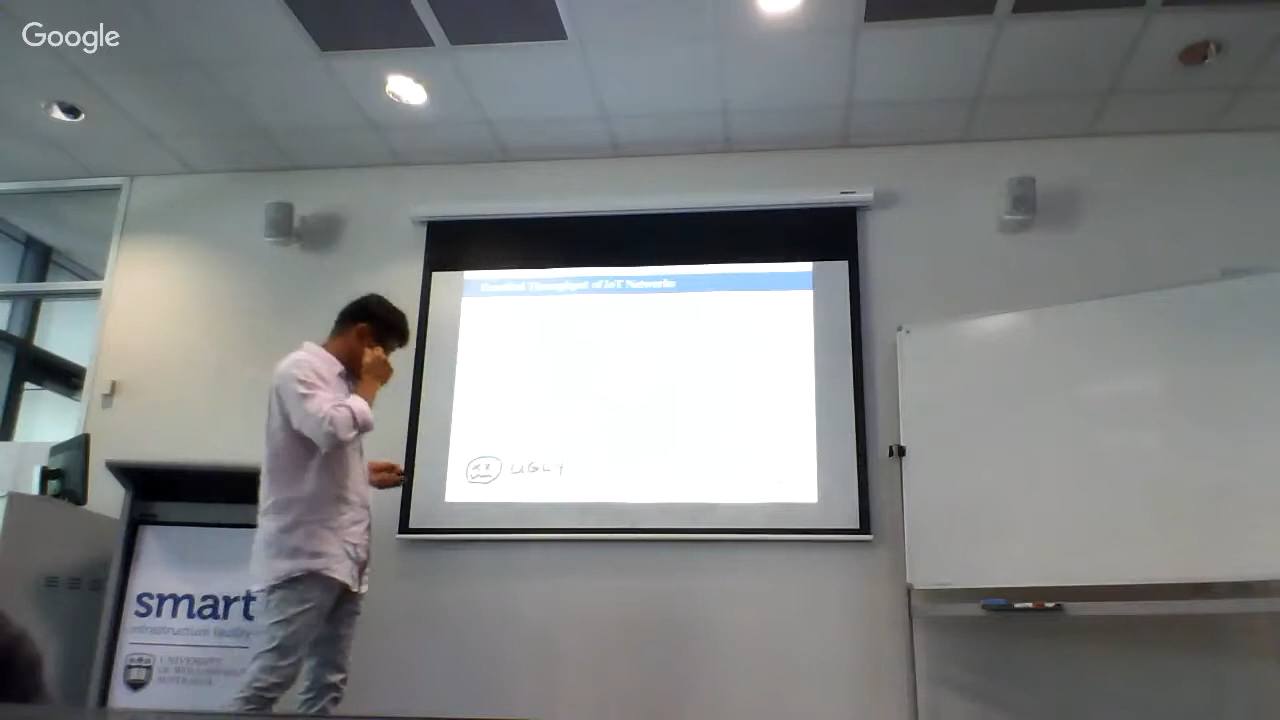 Google
Throughput of IoT Networks
UGLY
smart
infrastructure facility
UNIVERSITY
OF WOLLONGONG
AUSTRALIA